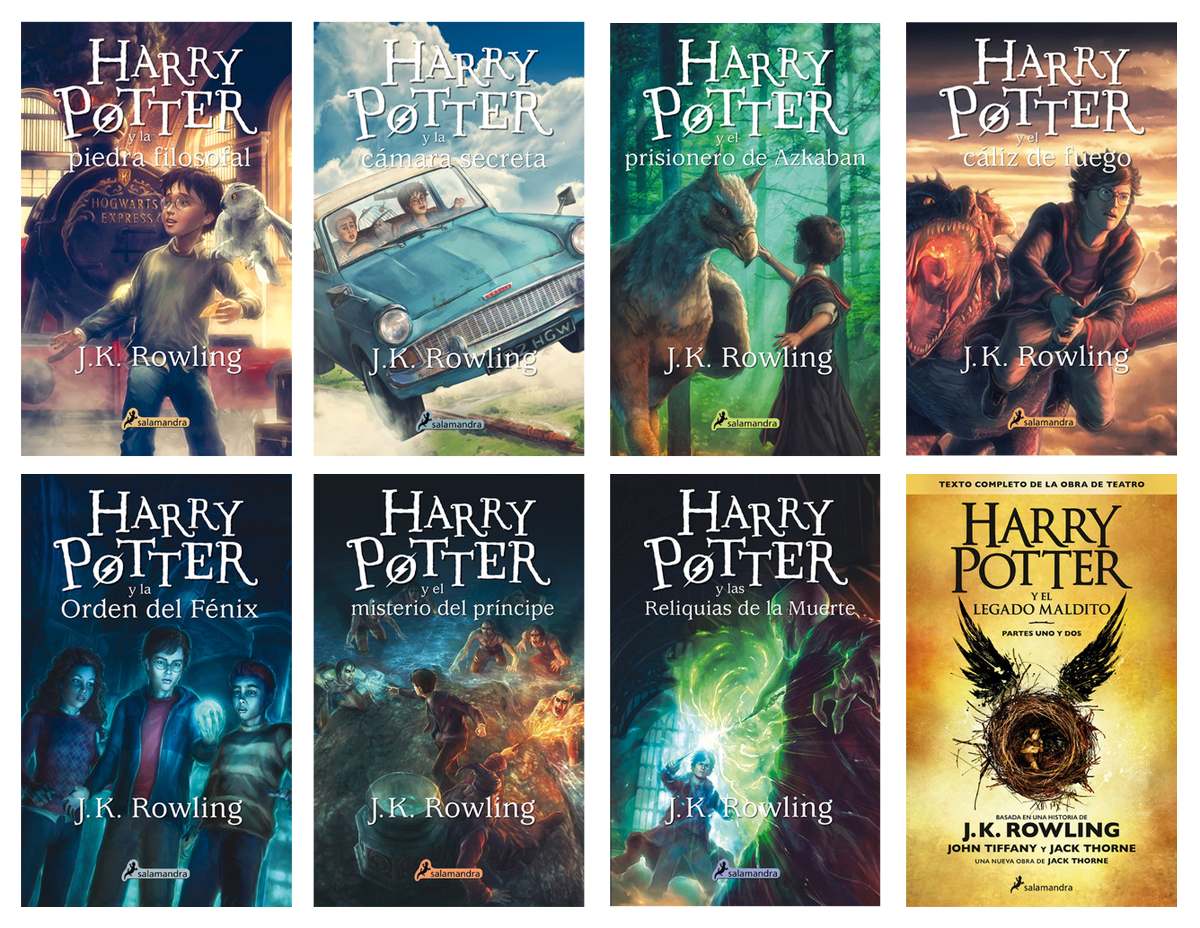 HARRY
POTTER
y la
piedra filosofal
HOGWARTS
EXPRESS
J.K. Rowling
salamandra
HARRY
POTTER
y la
cámara secreta
HGW
J.K. Rowling
salamandra
HARRY
POTTER
y el
prisionero de Azkaban
J.K. Rowling
salamandra
HARRY
POTTER
y el
cáliz de fuego
J.K. Rowling
salamandra
HARRY
POTTER
y la
Orden del Fénix
J.K. Rowling
salamandra
HARRY
POTTER
y el
misterio del príncipe
J.K. Rowling
salamandra
HARRY
POTTER
y las
Reliquias de la Muerte
J.K. Rowling
salamandra
TEXTO COMPLETO DE LA OBRA DE TEATRO
HARRY
POTTER
Y EL
LEGADO MALDITO
PARTES UNO Y DOS
BASADA EN UNA HISTORIA DE
J.K. ROWLING
JOHN TIFFANY Y JACK THORNE
UNA NUEVA OBRA DE JACK THORNE
salamandra